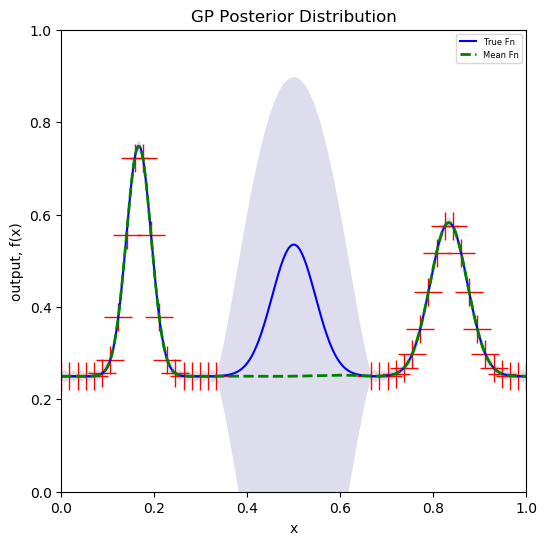 GP Posterior Distribution
True Fn
Mean Fn
output, f(x)
1.0
0.8
0.6
0.4
0.2
0.0
0.0 0.2 0.4 0.6 0.8 1.0
x